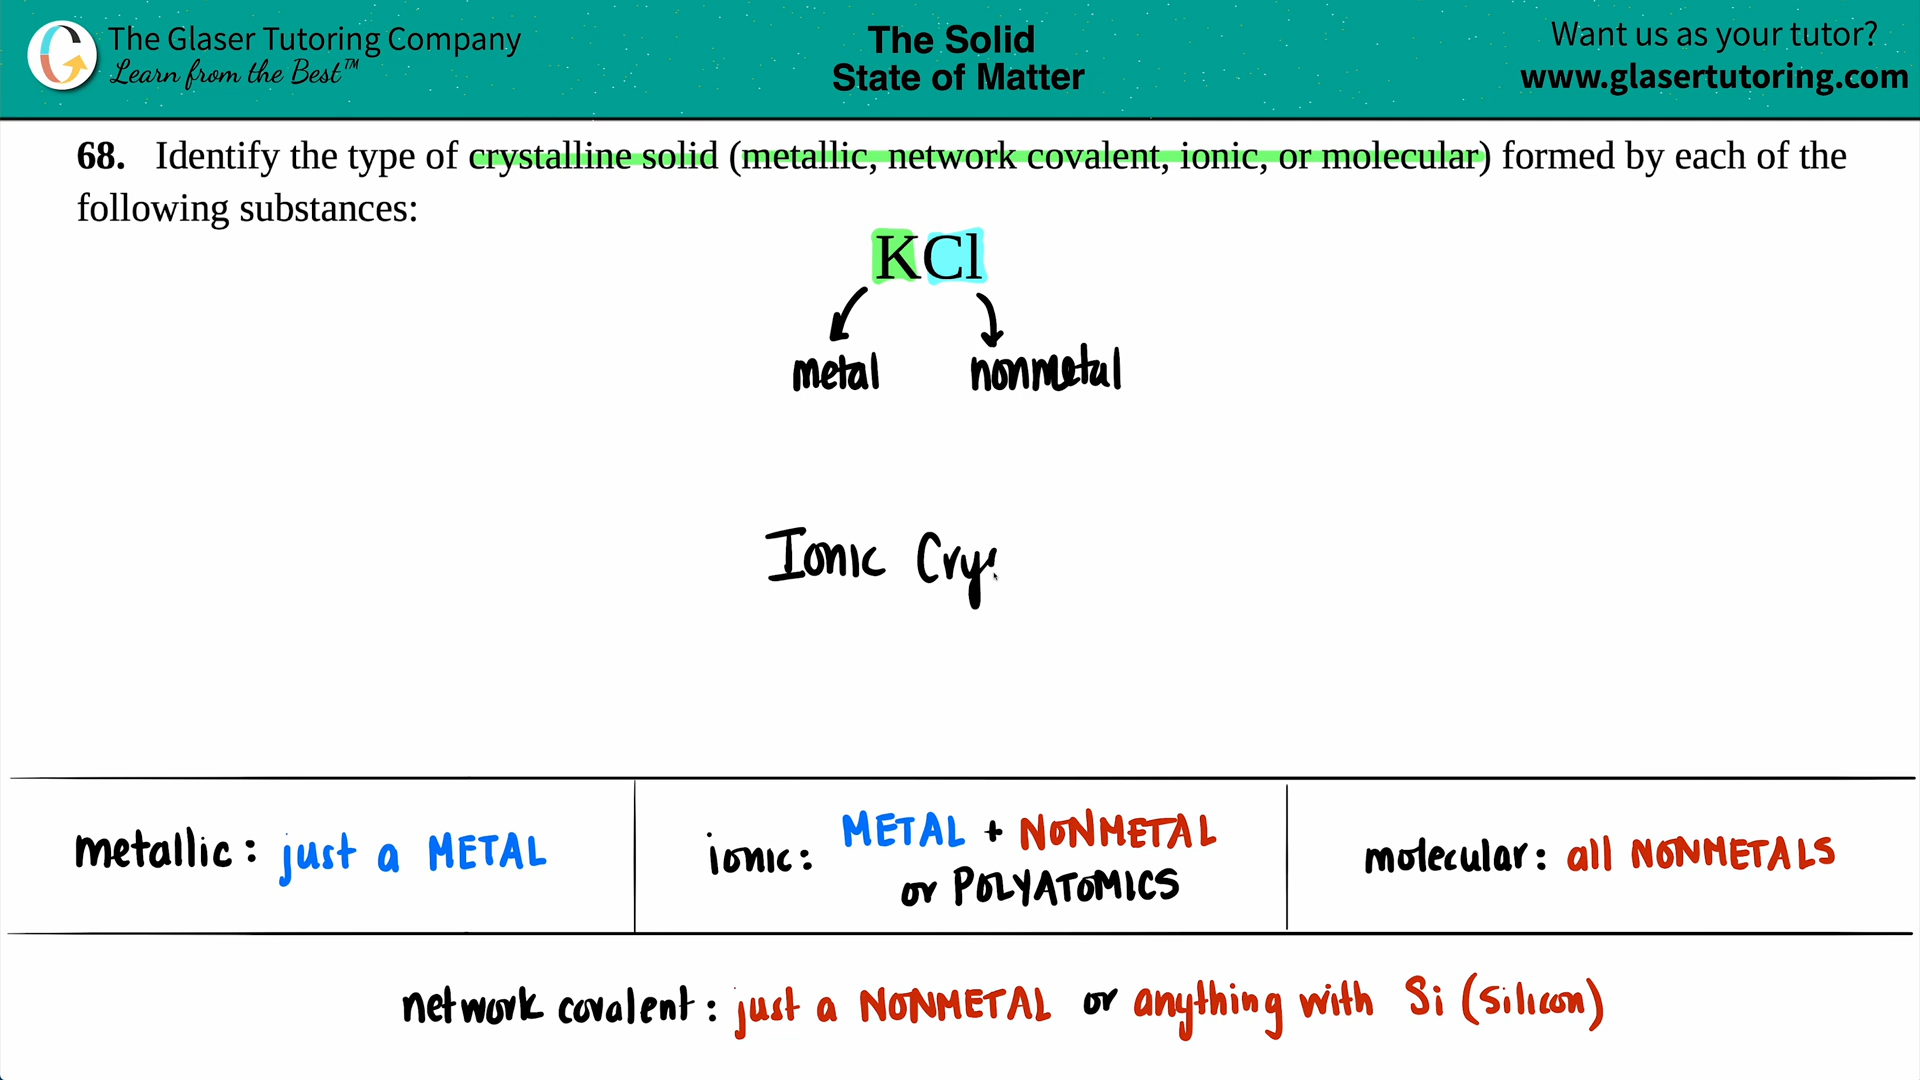 The Glaser Tutoring Company
Learn from the Best™
The Solid
State of Matter
Want us as your tutor?
www.glasertutoring.com
68. Identify the type of crystalline solid (metallic, network covalent, ionic, or molecular) formed by each of the
following substances:
KCl
metal nonmetal
Ionic Crys
metallic: just a METAL
ionic: METAL + NONMETAL
or POLYATOMICS
molecular: all NONMETALS
network covalent: just a NONMETAL or anything with Si (silicon)